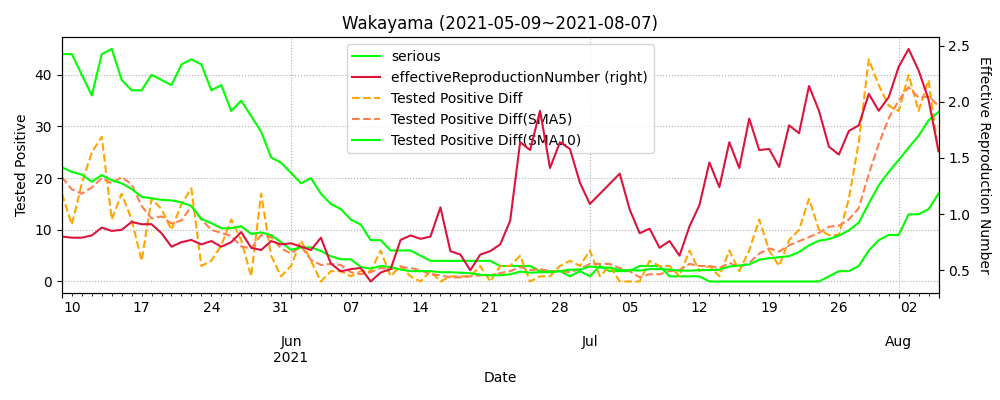 Wakayama (2021-05-09~2021-08-07)
serious
effectiveReproductionNumber (right)
Tested Positive Diff
Tested Positive Diff(SMA5)
Tested Positive Diff(SMA10)
Tested Positive
40
30
20
10
0
2.5
2.0
1.5
1.0
0.5
Effective Reproduction Number
10 17 24 31 07 14 21 28 05 12 19 26 02
Jun Jul Aug
2021
Date